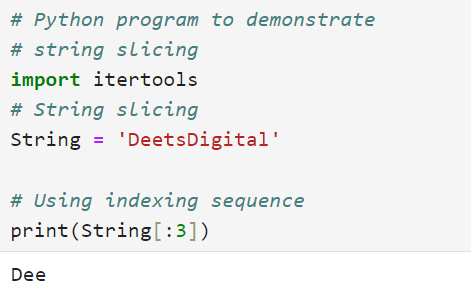 # Python program to demonstrate
# string slicing
import itertools
# String slicing
String = 'DeetsDigital'
# Using indexing sequence
print(String[:3])
Dee